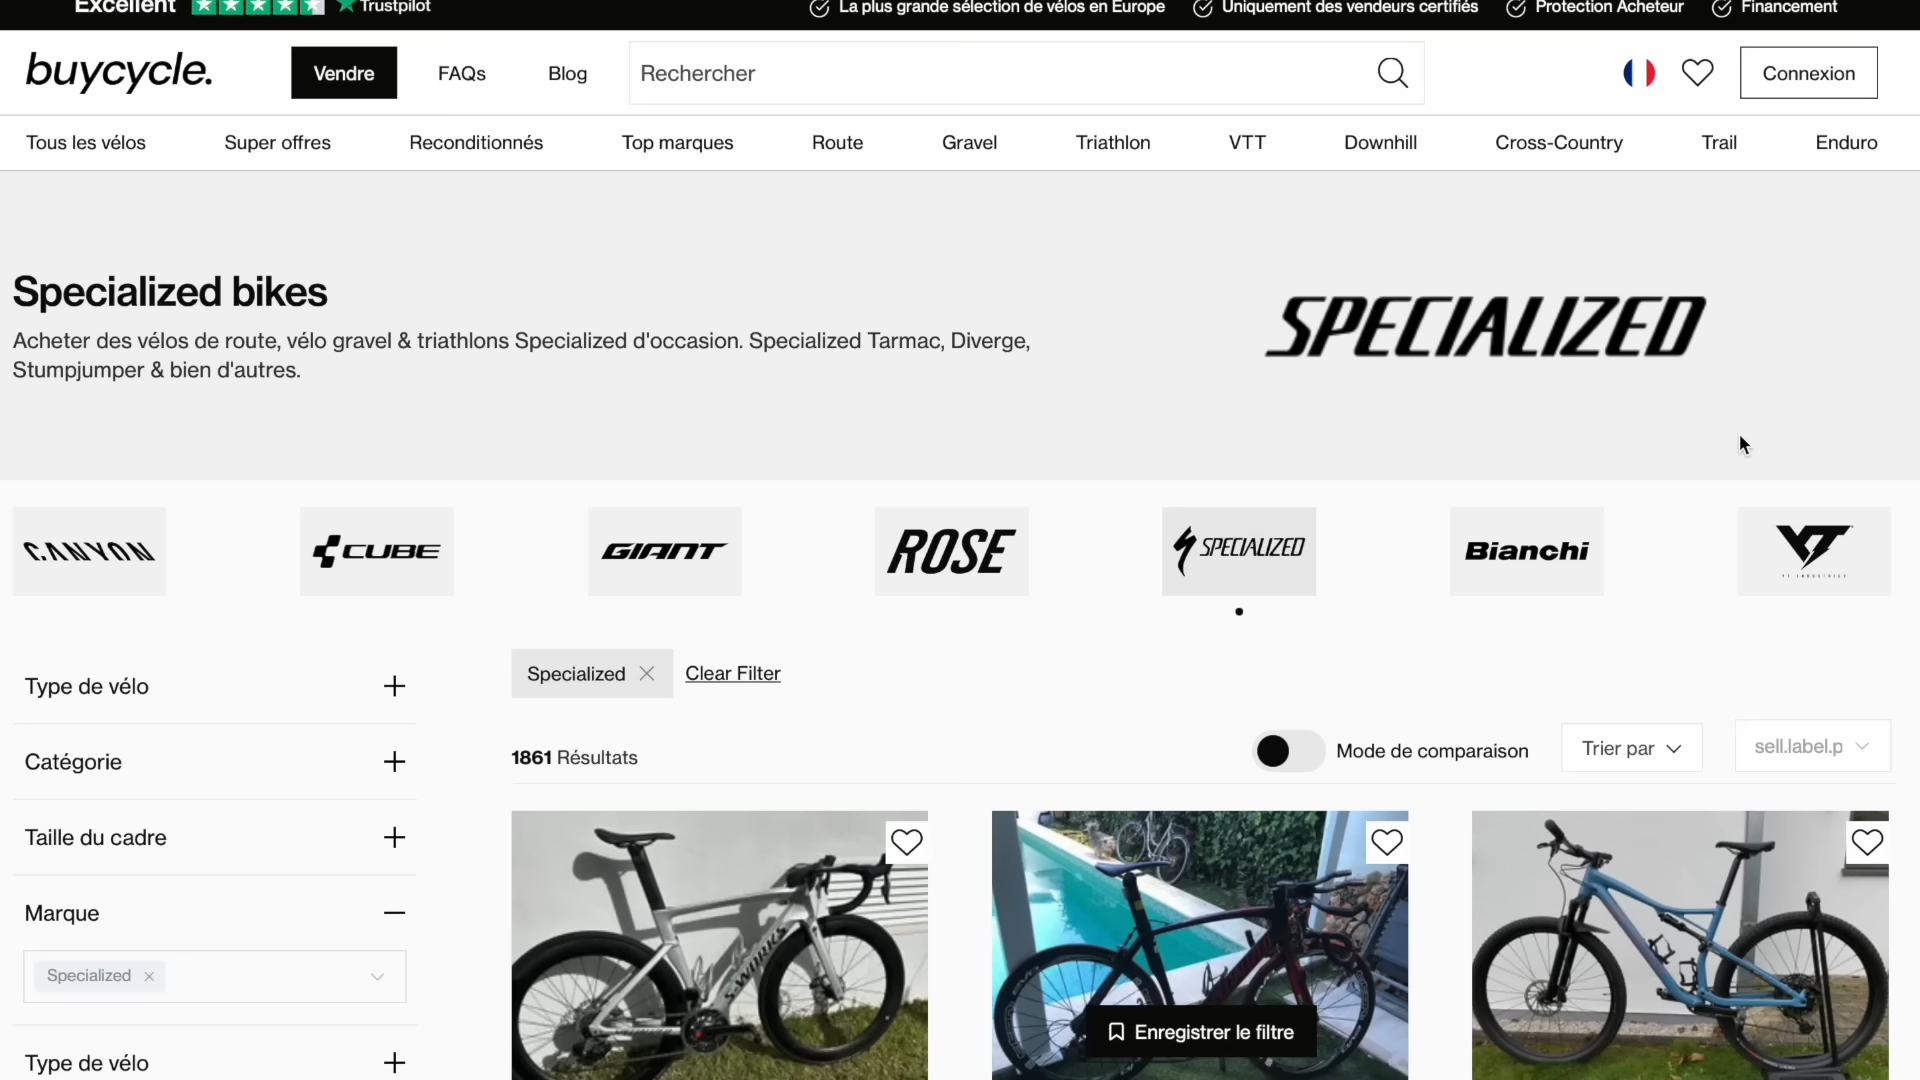 Excellent Trustpilot
La plus grande sélection de vélos en Europe Uniquement des vendeurs certifiés Protection Acheteur Financement
buycycle. Vendre FAQs Blog Rechercher Connexion
Tous les vélos Super offres Reconditionnés Top marques Route Gravel Triathlon VTT Downhill Cross-Country Trail Enduro
Specialized bikes
Acheter des vélos de route, vélo gravel & triathlons Specialized d'occasion. Specialized Tarmac, Diverge,
Stumpjumper & bien d'autres.
SPECIALIZED
CANYON CUBE GIANT ROSE SPECIALIZED Bianchi YT
YT INDUSTRIES
Specialized Clear Filter
Type de vélo
Catégorie
Taille du cadre
Marque
Specialized
Type de vélo
1861 Résultats
Mode de comparaison Trier par sell.label.p
S-WORKS
Enregistrer le filtre